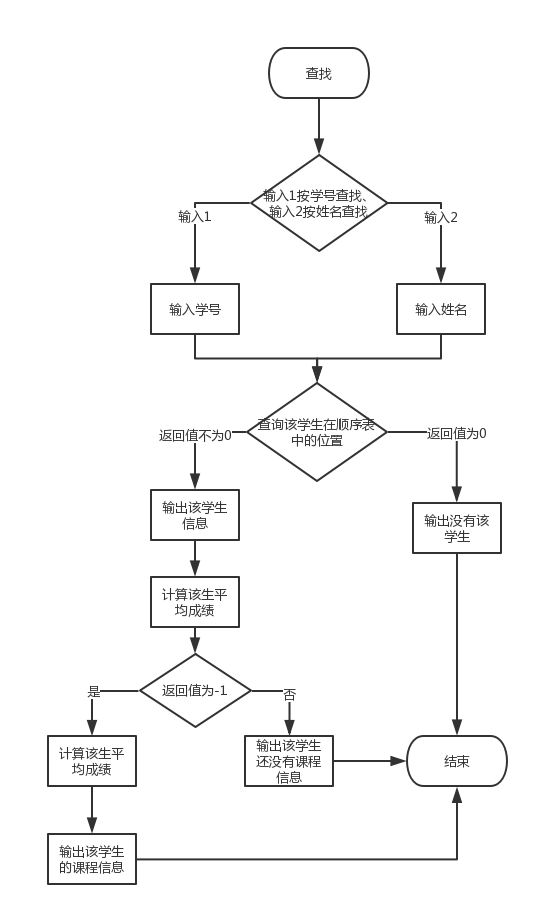 查找
输入1按学号查找、
输入2按姓名查找
输入1
输入2
输入学号
输入姓名
查询该学生在顺序表
中的位置
返回值不为0
返回值为0
输出该学生
信息
输出没有该
学生
计算该生平
均成绩
返回值为-1
是
否
计算该生平
均成绩
输出该学生
还没有课程
信息
结束
输出该学生
的课程信息